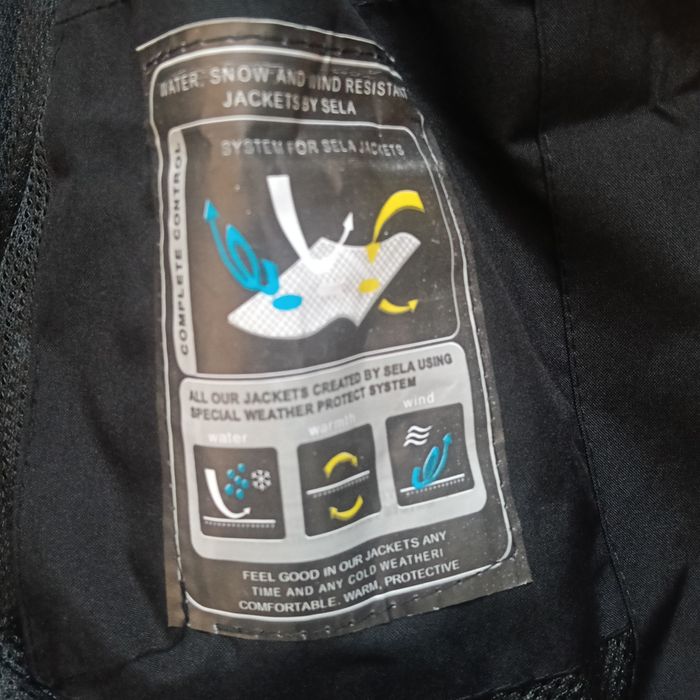 WATER, SNOW AND WIND RESISTANT
JACKETS BY SELA
SYSTEM FOR SELA JACKETS
COMPLETE CONTROL
ALL OUR JACKETS CREATED BY SELA USING
SPECIAL WEATHER PROTECT SYSTEM
water
warmth
wind
FEEL GOOD IN OUR JACKETS ANY
TIME AND ANY COLD WEATHER!
COMFORTABLE. WARM, PROTECTIVE